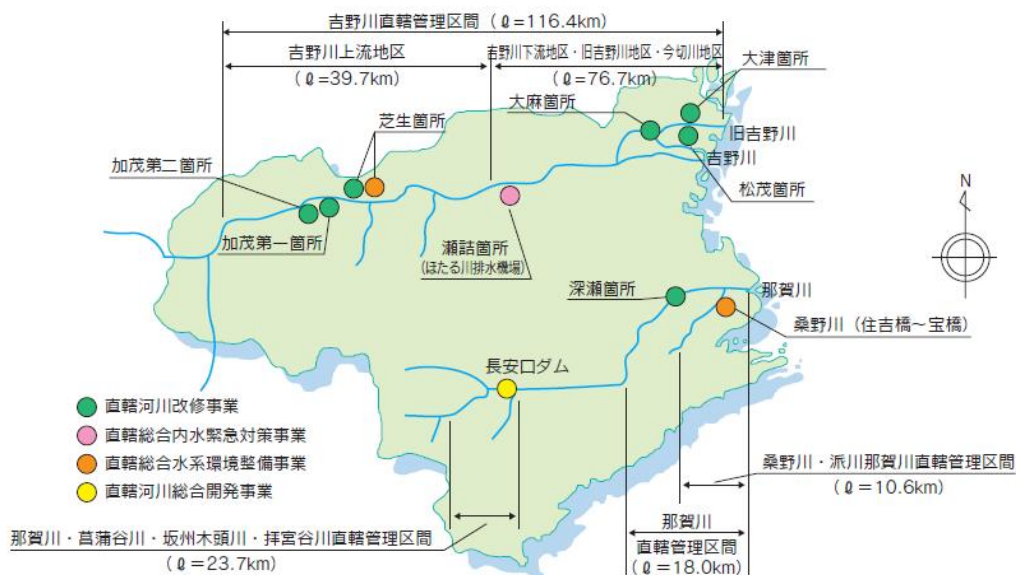 吉野川直轄管理区間（ℓ=116.4km）
吉野川上流地区
（ℓ=39.7km）
吉野川下流地区・旧吉野川地区・今切川地区
（ℓ=76.7km）
大津箇所
大麻箇所
芝生箇所
旧吉野川
吉野川
加茂第二箇所
松茂箇所
加茂第一箇所
瀬詰箇所
（ほたる川排水機場）
N
深瀬箇所
那賀川
桑野川（住吉橋～宝橋）
長安口ダム
直轄河川改修事業
直轄総合内水緊急対策事業
直轄総合水系環境整備事業
直轄河川総合開発事業
桑野川・派川那賀川直轄管理区間
（ℓ=10.6km）
那賀川・菖蒲谷川・坂州木頭川・拝宮谷川直轄管理区間
（ℓ=23.7km）
那賀川
直轄管理区間
（ℓ=18.0km）